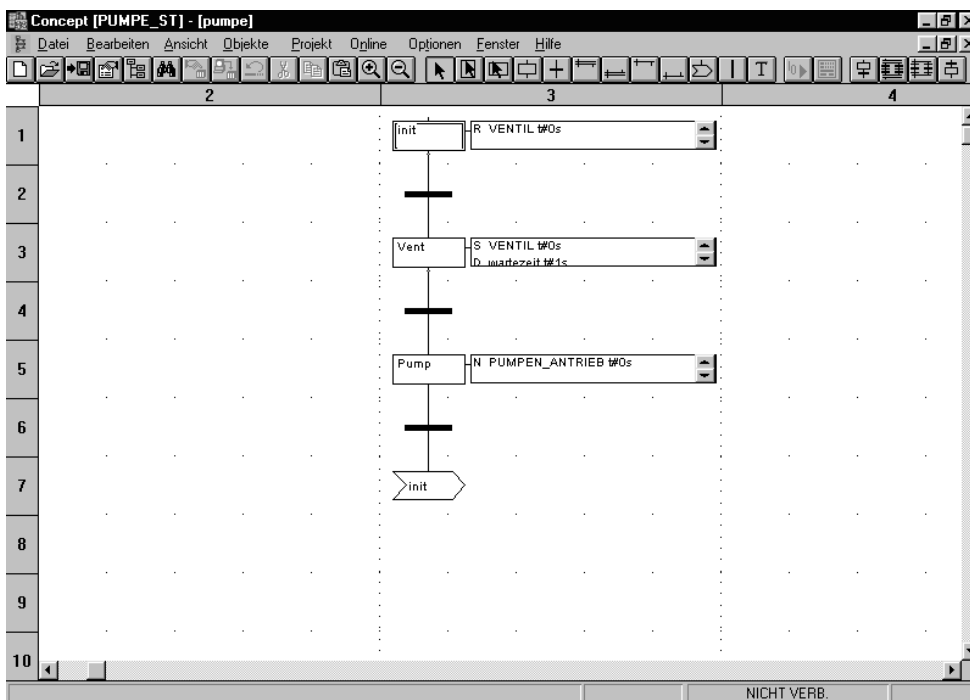 Concept [PUMPE_ST] - [pumpe]
Datei Bearbeiten Ansicht Objekte Projekt Online Optionen Fenster Hilfe
2 3 4
1
init
R VENTIL t#0s
2
3
Vent
S VENTIL t#0s
D wartezeit t#1s
4
5
Pump
N PUMPEN_ANTRIEB t#0s
6
7
init
8
9
10
NICHT VERB.